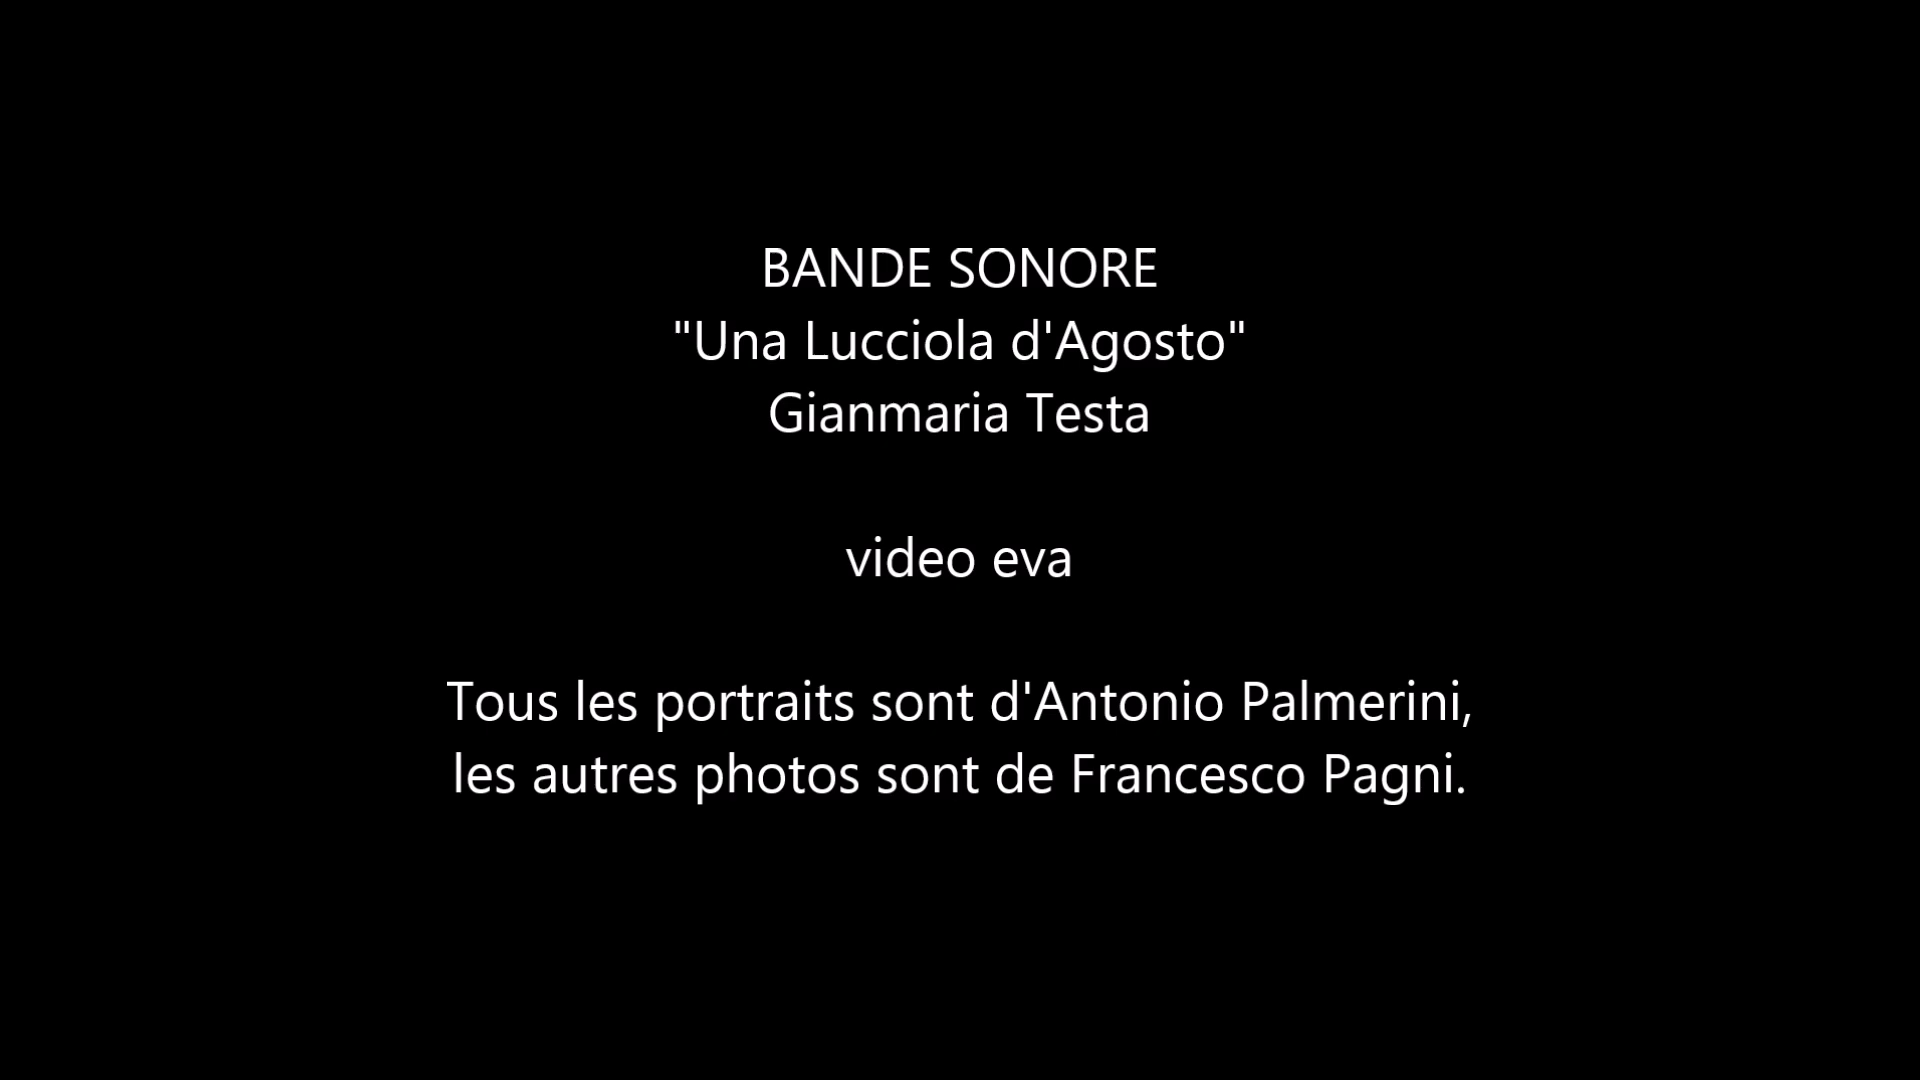 BANDE SONORE
"Una Lucciola d'Agosto"
Gianmaria Testa
video eva
Tous les portraits sont d'Antonio Palmerini,
les autres photos sont de Francesco Pagni.